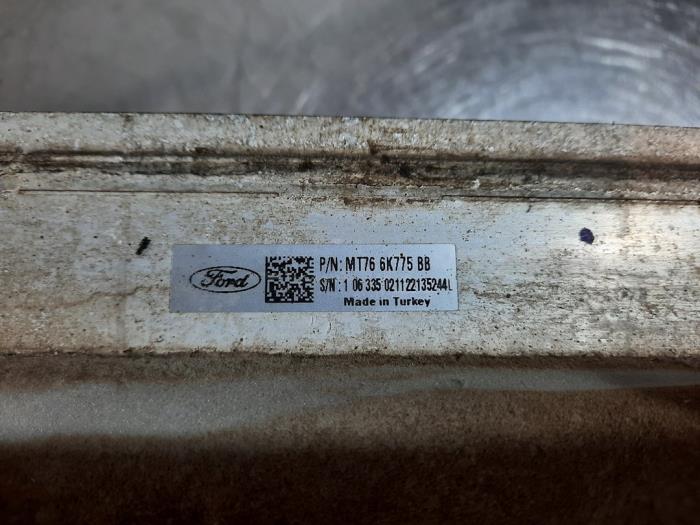 Ford
P/N: MT76 6K775 BB
S/N: 1 06 335 021122135244L
Made in Turkey